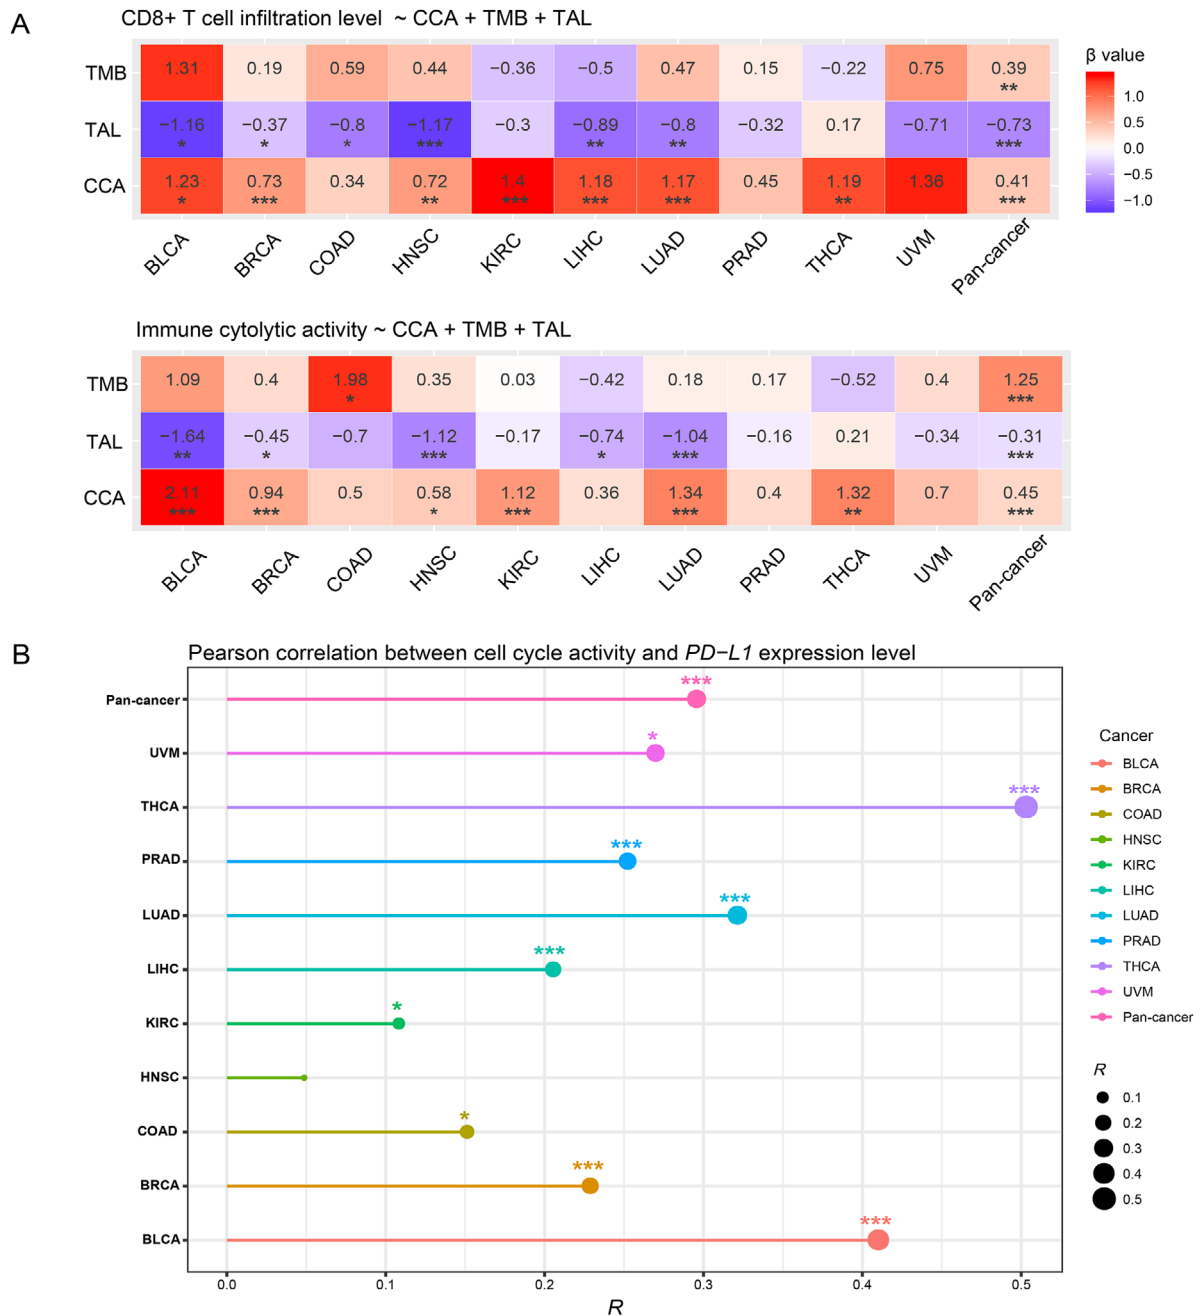 A
CD8+ T cell infiltration level ~ CCA + TMB + TAL
TMB 1.31 0.19 0.59 0.44 −0.36 −0.5 0.47 0.15 −0.22 0.75 0.39
**
TAL −1.16 −0.37 −0.8 −1.17 −0.3 −0.89 −0.8 −0.32 0.17 −0.71 −0.73
* * * *** ** ** ***
CCA 1.23 0.73 0.34 0.72 1.4 1.18 1.17 0.45 1.19 1.36 0.41
* *** ** *** *** *** ** ***
BLCA BRCA COAD HNSC KIRC LIHC LUAD PRAD THCA UVM Pan-cancer
β value
1.0
0.5
0.0
−0.5
−1.0
Immune cytolytic activity ~ CCA + TMB + TAL
TMB 1.09 0.4 1.98 0.35 0.03 −0.42 0.18 0.17 −0.52 0.4 1.25
* ***
TAL −1.64 −0.45 −0.7 −1.12 −0.17 −0.74 −1.04 −0.16 0.21 −0.34 −0.31
** * *** * *** ***
CCA 2.11 0.94 0.5 0.58 1.12 0.36 1.34 0.4 1.32 0.7 0.45
*** *** * *** *** ** ***
BLCA BRCA COAD HNSC KIRC LIHC LUAD PRAD THCA UVM Pan-cancer
B
Pearson correlation between cell cycle activity and PD−L1 expression level
Pan-cancer ***
UVM *
THCA ***
PRAD ***
LUAD ***
LIHC ***
KIRC *
HNSC
COAD *
BRCA ***
BLCA ***
0.0 0.1 0.2 0.3 0.4 0.5
R
Cancer
BLCA
BRCA
COAD
HNSC
KIRC
LIHC
LUAD
PRAD
THCA
UVM
Pan-cancer
R
0.1
0.2
0.3
0.4
0.5